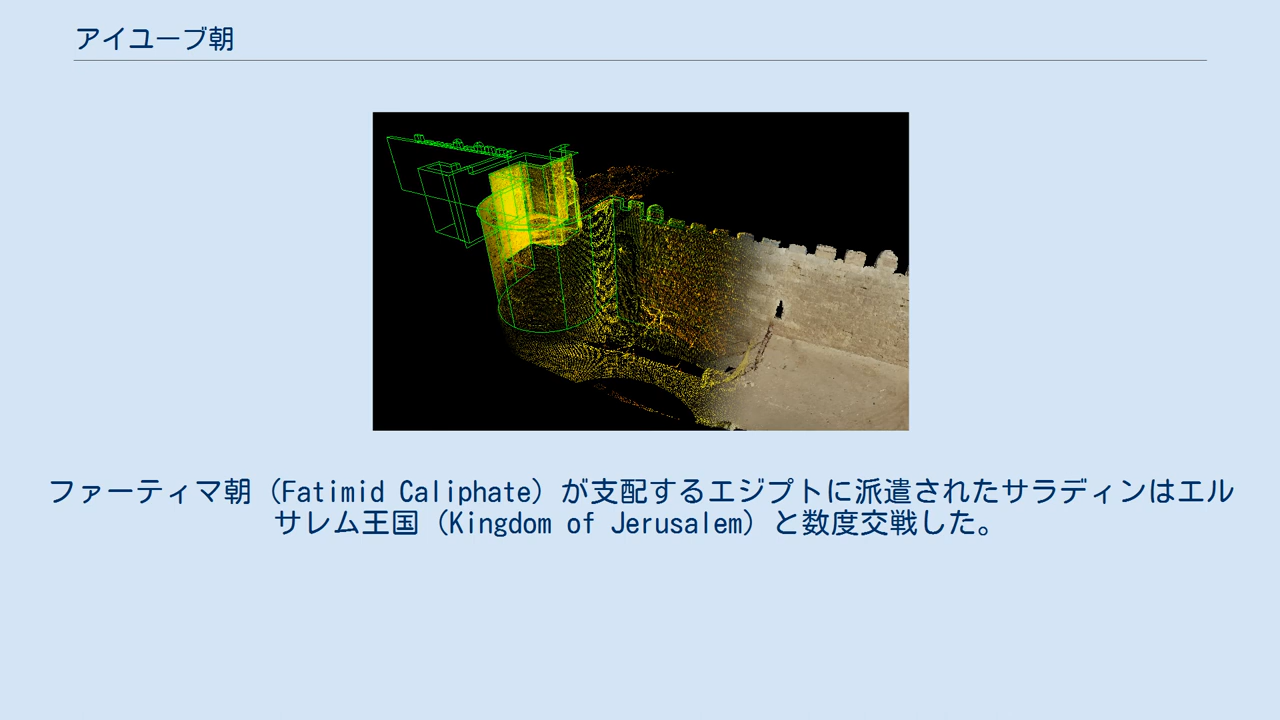 アイユーブ朝
ファーティマ朝（Fatimid Caliphate）が支配するエジプトに派遣されたサラディンはエル
サレム王国（Kingdom of Jerusalem）と数度交戦した。